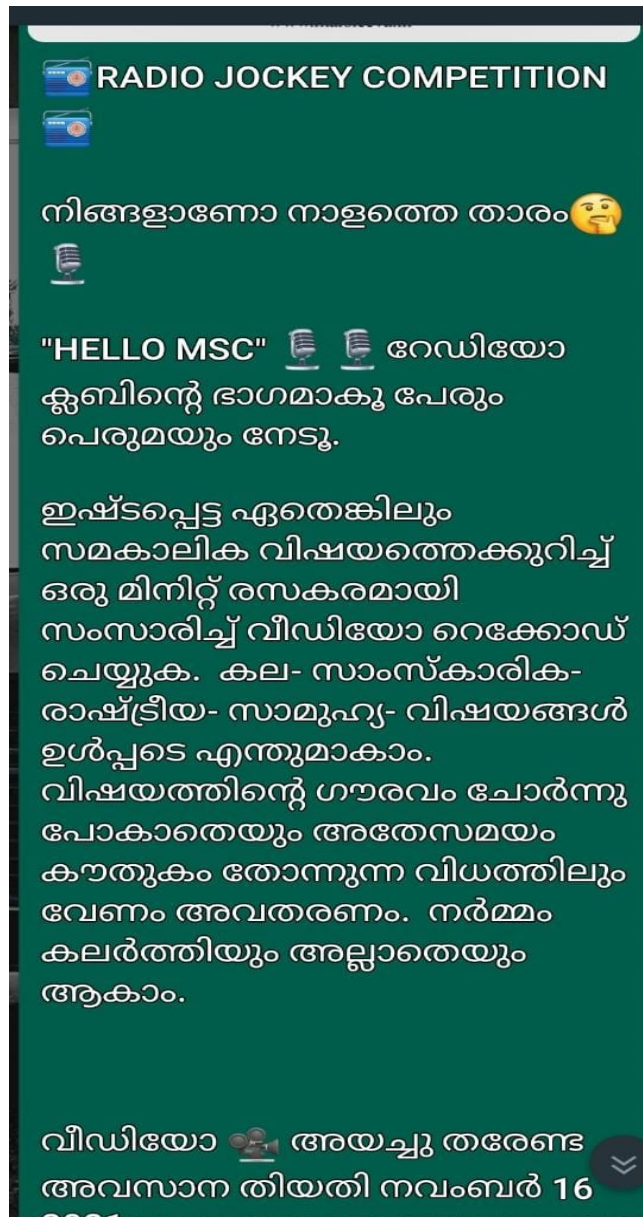 📻RADIO JOCKEY COMPETITION
📻
നിങ്ങളാണോ നാളത്തെ താരം🤔
🎙️
"HELLO MSC" 🎙️ 🎙️ റേഡിയോ
ക്ലബിന്റെ ഭാഗമാകൂ പേരും
പെരുമയും നേടൂ.
ഇഷ്ടപ്പെട്ട ഏതെങ്കിലും
സമകാലിക വിഷയത്തെക്കുറിച്ച്
ഒരു മിനിറ്റ് രസകരമായി
സംസാരിച്ച് വീഡിയോ റെക്കോഡ്
ചെയ്യുക. കല- സാംസ്കാരിക-
രാഷ്ട്രീയ- സാമുഹ്യ- വിഷയങ്ങൾ
ഉൾപ്പടെ എന്തുമാകാം.
വിഷയത്തിന്റെ ഗൗരവം ചോർന്നു
പോകാതെയും അതേസമയം
കൗതുകം തോന്നുന്ന വിധത്തിലും
വേണം അവതരണം. നർമ്മം
കലർത്തിയും അല്ലാതെയും
ആകാം.
വീഡിയോ 🎥 അയച്ചു തരേണ്ട
അവസാന തിയതി നവംബർ 16